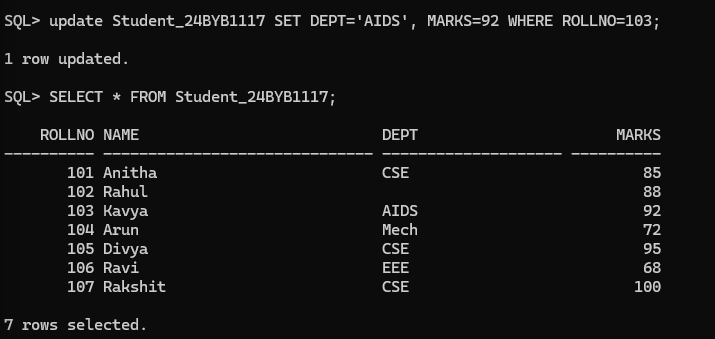 SQL> update Student_24BYB1117 SET DEPT='AIDS', MARKS=92 WHERE ROLLNO=103;
1 row updated.
SQL> SELECT * FROM Student_24BYB1117;
ROLLNO NAME DEPT MARKS
---------- ------------------------------ -------------------- ----------
101 Anitha CSE 85
102 Rahul 88
103 Kavya AIDS 92
104 Arun Mech 72
105 Divya CSE 95
106 Ravi EEE 68
107 Rakshit CSE 100
7 rows selected.